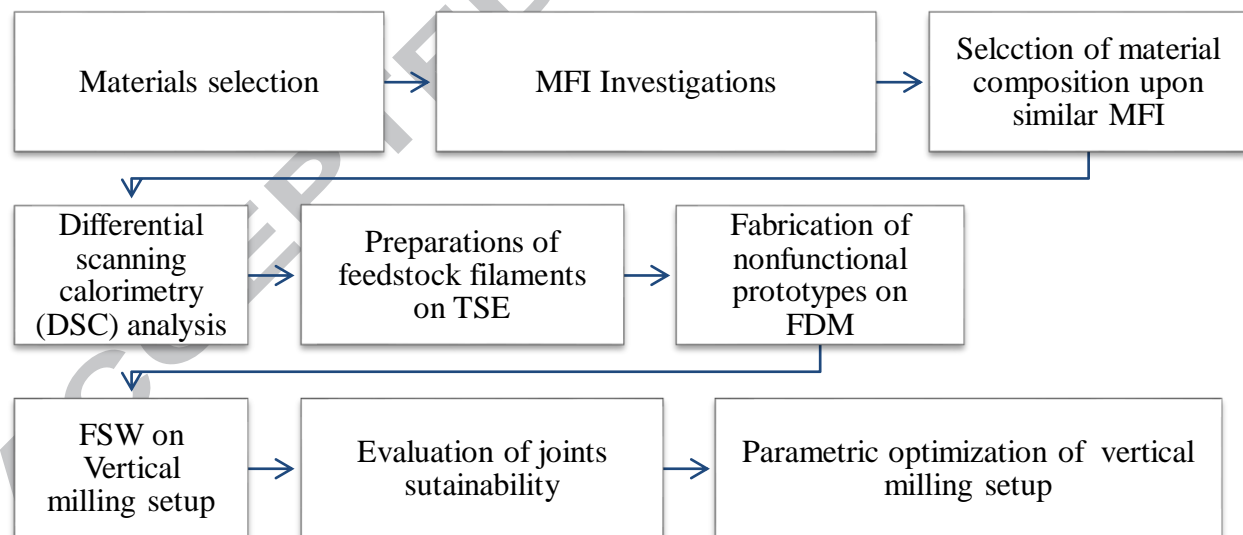 Materials selection
MFI Investigations
Selcction of material
composition upon
similar MFI
Differential
scanning
calorimetry
(DSC) analysis
Preparations of
feedstock filaments
on TSE
Fabrication of
nonfunctional
prototypes on
FDM
FSW on
Vertical
milling setup
Evaluation of joints
sutainability
Parametric optimization of vertical
milling setup